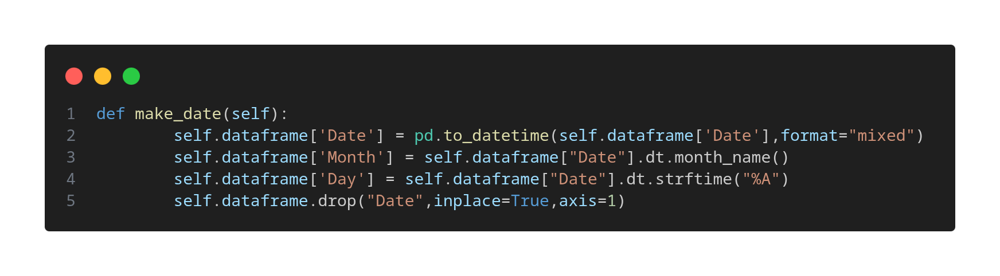 1 def make_date(self):
2         self.dataframe['Date'] = pd.to_datetime(self.dataframe['Date'],format="mixed")
3         self.dataframe['Month'] = self.dataframe["Date"].dt.month_name()
4         self.dataframe['Day'] = self.dataframe["Date"].dt.strftime("%A")
5         self.dataframe.drop("Date",inplace=True,axis=1)